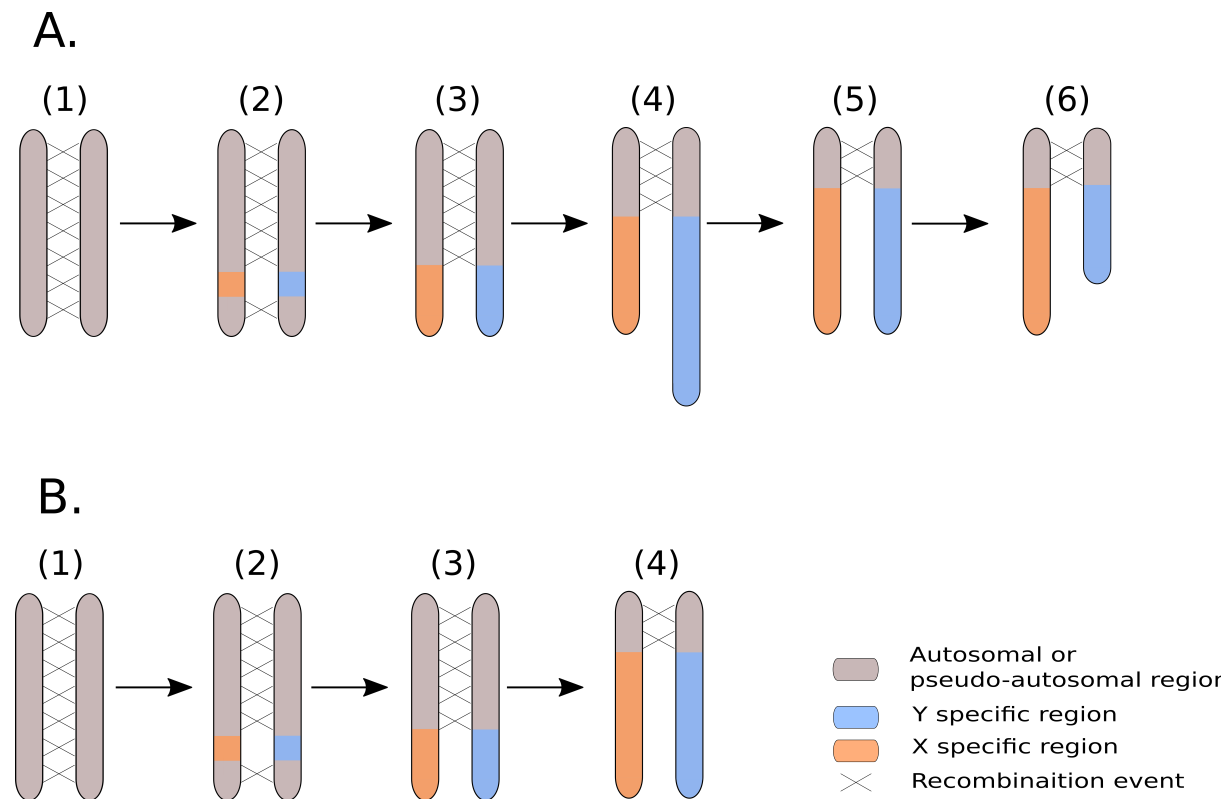 A.
(1) (2) (3) (4) (5) (6)
B.
(1) (2) (3) (4)
Autosomal or
pseudo-autosomal region
Y specific region
X specific region
Recombinaition event